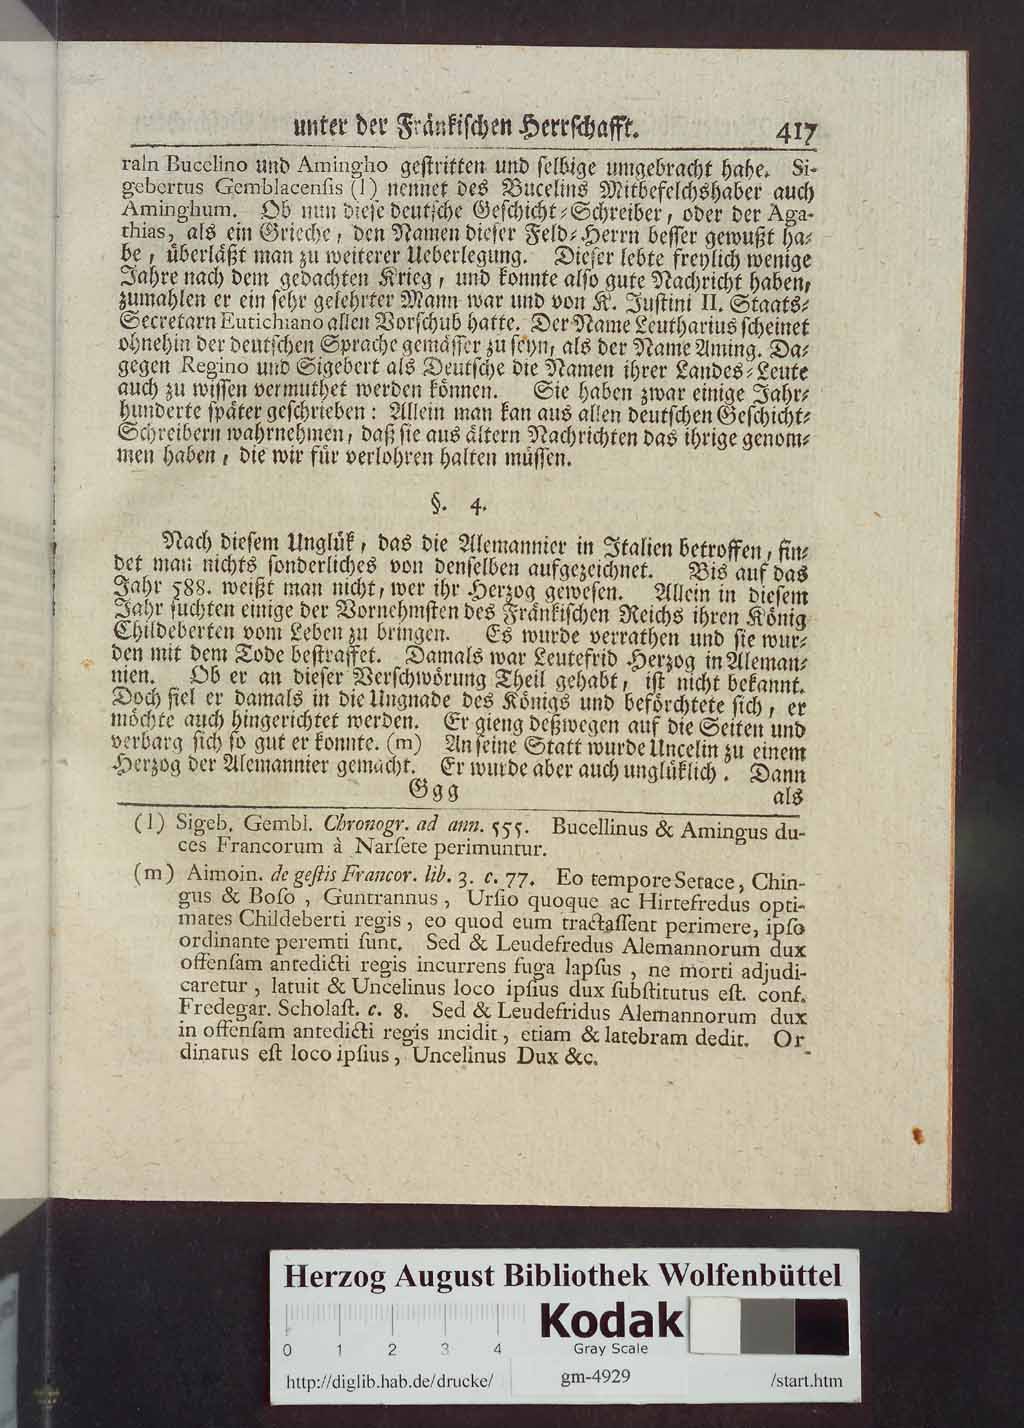 unter der Fränkischen Herrschafft. 417
raln Bucelino und Amingho gestritten und selbige umgebracht habe. Si-
gebertus Gemblacensis (l) nennet des Bucelins Mitbefelchshaber auch
Aminghum. Ob nun diese deutsche Geschicht-Schreiber, oder der Aga-
thias, als ein Grieche, den Namen dieser Feld-Herrn besser gewußt ha-
be, überläßt man zu weiterer Ueberlegung. Dieser lebte freylich wenige
Jahre nach dem gedachten Krieg, und konnte also gute Nachricht haben,
zumahlen er ein sehr gelehrter Mann war und von K. Justini II. Staats-
Secretarn Eutichiano allen Vorschub hatte. Der Name Leutharius scheinet
ohnehin der deutschen Sprache gemässer zu seyn, als der Name Aming. Da-
gegen Regino und Sigebert als Deutsche die Namen ihrer Landes-Leute
auch zu wissen vermuthet werden können. Sie haben zwar einige Jahr-
hunderte später geschrieben: Allein man kan aus allen deutschen Geschicht-
Schreibern wahrnehmen, daß sie aus ältern Nachrichten das ihrige genom-
men haben, die wir für verlohren halten müssen.
§. 4.
Nach diesem Unglük, das die Alemannier in Italien betroffen, fin-
det man nichts sonderliches von denselben aufgezeichnet. Bis auf das
Jahr 588. weißt man nicht, wer ihr Herzog gewesen. Allein in diesem
Jahr suchten einige der Vornehmsten des Fränkischen Reichs ihren König
Childeberten vom Leben zu bringen. Es wurde verrathen und sie wur-
den mit dem Tode bestraffet. Damals war Leutefrid Herzog in Aleman-
nien. Ob er an dieser Verschwörung Theil gehabt, ist nicht bekannt.
Doch fiel er damals in die Ungnade des Königs und beförchtete sich, er
möchte auch hingerichtet werden. Er gieng deßwegen auf die Seiten und
verbarg sich so gut er konnte. (m) An seine Statt wurde Uncelin zu einem
Herzog der Alemannier gemacht. Er wurde aber auch unglüklich. Dann
Ggg als
(l) Sigeb. Gembl. Chronogr. ad ann. 555. Bucellinus & Amingus du-
ces Francorum à Narsete perimuntur.
(m) Aimoin. de gestis Francor. lib. 3. c. 77. Eo tempore Setace, Chin-
gus & Boso, Guntrannus, Ursio quoque ac Hirtefredus opti-
mates Childeberti regis, eo quod eum tractassent perimere, ipso
ordinante peremti sunt. Sed & Leudefredus Alemannorum dux
offensam antedicti regis incurrens fuga lapsus, ne morti adjudi-
caretur, latuit & Uncelinus loco ipsius dux substitutus est. conf.
Fredegar. Scholast. c. 8. Sed & Leudefridus Alemannorum dux
in offensam antedicti regis incidit, etiam & latebram dedit. Or-
dinatus est loco ipsius, Uncelinus Dux &c.
Herzog August Bibliothek Wolfenbüttel
Kodak
0 1 2 3 4 Gray Scale
http://diglib.hab.de/drucke/ gm-4929 /start.htm